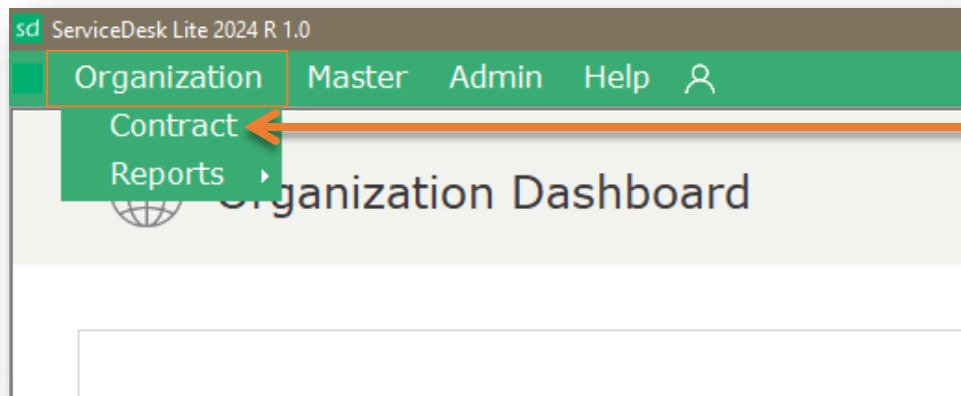 sd ServiceDesk Lite 2024 R 1.0
Organization Master Admin Help
Contract
Reports
Organization Dashboard